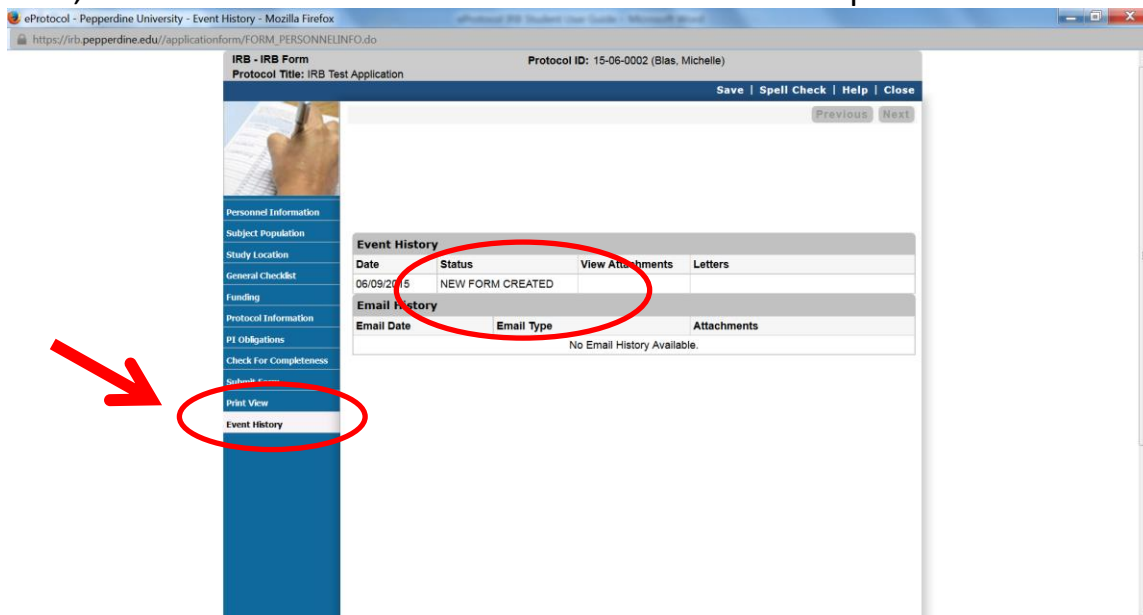 eProtocol - Pepperdine University - Event History - Mozilla Firefox
eProtocol IRB Student User Guide - Microsoft Word
https://irb.pepperdine.edu//applicationform/FORM_PERSONNELINFO.do
IRB - IRB Form
Protocol ID: 15-06-0002 (Blas, Michelle)
Protocol Title: IRB Test Application
Save | Spell Check | Help | Close
Previous Next
Personnel Information
Subject Population
Study Location
General Checklist
Funding
Protocol Information
PI Obligations
Check For Completeness
Submit Form
Print View
Event History
Event History
Date Status View Attachments Letters
06/09/2015 NEW FORM CREATED
Email History
Email Date Email Type Attachments
No Email History Available.